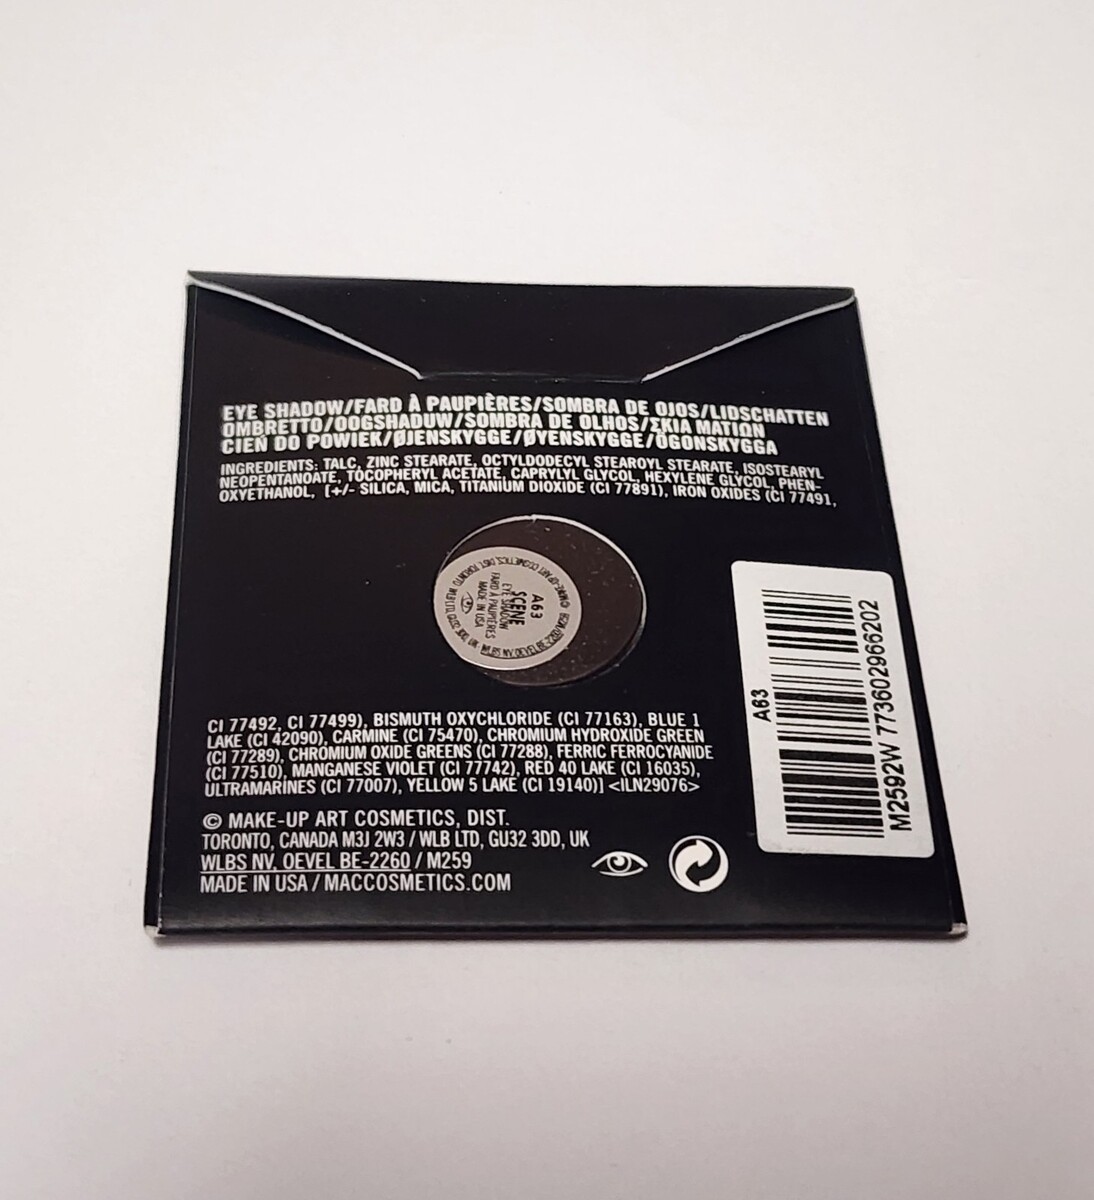 EYE SHADOW/FARD À PAUPIÈRES/SOMBRA DE OJOS/LIDSCHATTEN
OMBRETTO/OOGSHADUW/SOMBRA DE OLHOS/ΣΚΙΑ ΜΑΤΙΩΝ
CIEŃ DO POWIEK/ØJENSKYGGE/ØYENSKYGGE/ÖGONSKYGGA
INGREDIENTS: TALC, ZINC STEARATE, OCTYLDODECYL STEAROYL STEARATE, ISOSTEARYL
NEOPENTANOATE, TOCOPHERYL ACETATE, CAPRYLYL GLYCOL, HEXYLENE GLYCOL, PHEN-
OXYETHANOL, [+/- SILICA, MICA, TITANIUM DIOXIDE (CI 77891), IRON OXIDES (CI 77491,
A63
SCENE
EYE SHADOW
FARD À PAUPIÈRES
MADE IN USA
CI 77492, CI 77499), BISMUTH OXYCHLORIDE (CI 77163), BLUE 1
LAKE (CI 42090), CARMINE (CI 75470), CHROMIUM HYDROXIDE GREEN
(CI 77289), CHROMIUM OXIDE GREENS (CI 77288), FERRIC FERROCYANIDE
(CI 77510), MANGANESE VIOLET (CI 77742), RED 40 LAKE (CI 16035),
ULTRAMARINES (CI 77007), YELLOW 5 LAKE (CI 19140)] <ILN29076>
© MAKE-UP ART COSMETICS, DIST.
TORONTO, CANADA M3J 2W3 / WLB LTD, GU32 3DD, UK
WLBS NV, OEVEL BE-2260 / M259
MADE IN USA / MACCOSMETICS.COM
A63
M2592W 773602966202